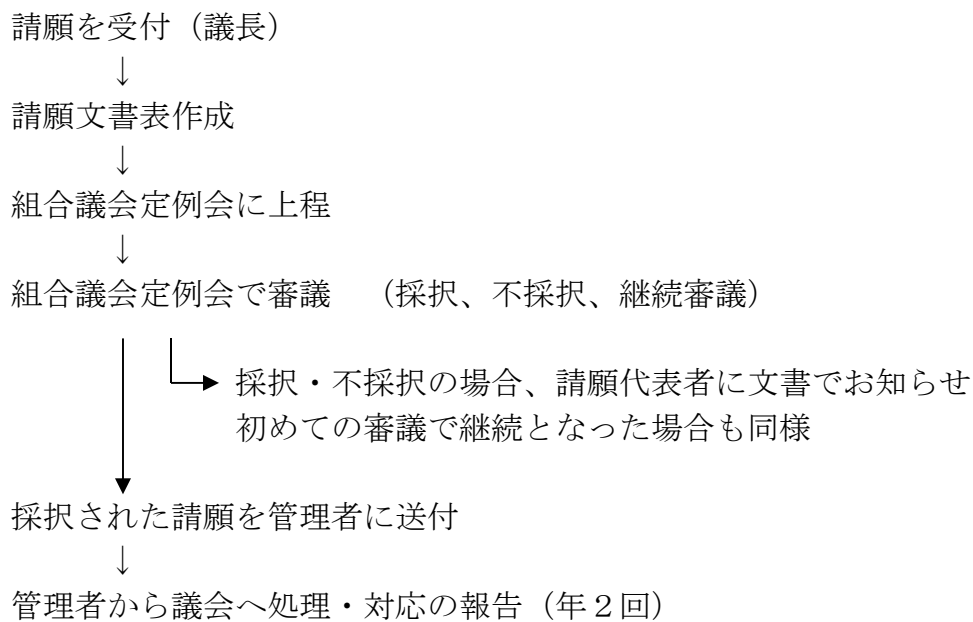 請願を受付（議長）
↓
請願文書表作成
↓
組合議会定例会に上程
↓
組合議会定例会で審議　（採択、不採択、継続審議）
採択・不採択の場合、請願代表者に文書でお知らせ
初めての審議で継続となった場合も同様
採択された請願を管理者に送付
↓
管理者から議会へ処理・対応の報告（年２回）